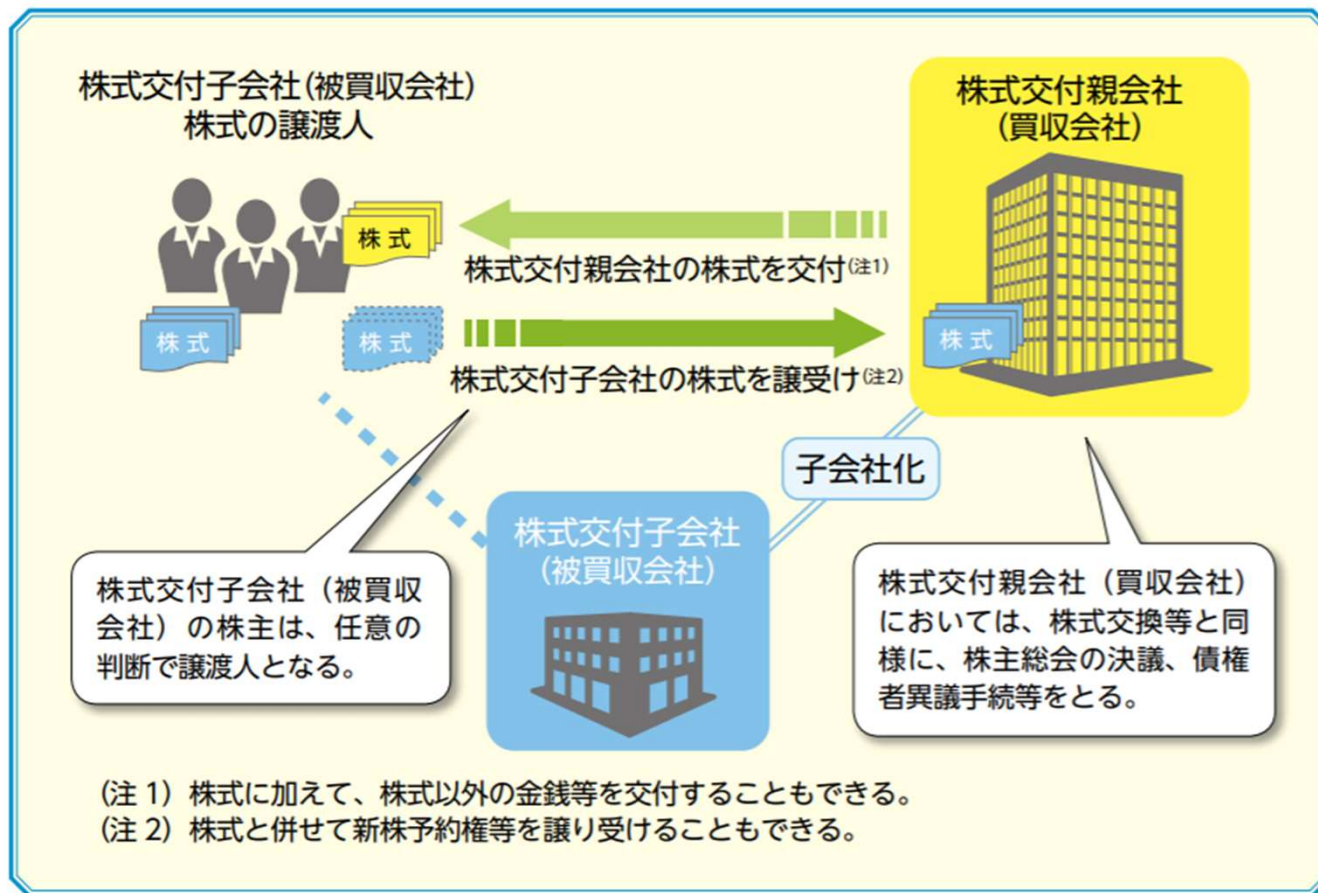 株式交付子会社(被買収会社)
株式の譲渡人
株式交付親会社
(買収会社)
株 式
株式交付親会社の株式を交付(注1)
株 式
株 式
株 式
株式交付子会社の株式を譲受け(注2)
子会社化
株式交付子会社
(被買収会社)
株式交付子会社(被買収
会社)の株主は、任意の
判断で譲渡人となる。
株式交付親会社(買収会社)
においては、株式交換等と同
様に、株主総会の決議、債権
者異議手続等をとる。
(注 1) 株式に加えて、株式以外の金銭等を交付することもできる。
(注 2) 株式と併せて新株予約権等を譲り受けることもできる。